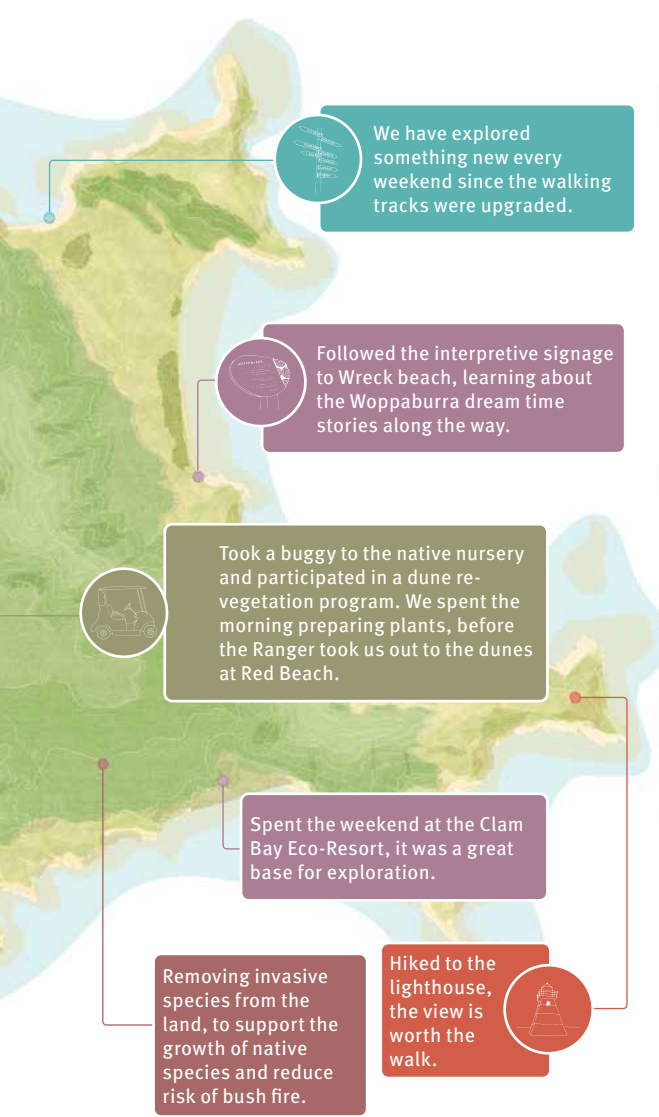 We have explored
something new every
weekend since the walking
tracks were upgraded.
Followed the interpretive signage
to Wreck beach, learning about
the Woppaburra dream time
stories along the way.
Took a buggy to the native nursery
and participated in a dune re-
vegetation program. We spent the
morning preparing plants, before
the Ranger took us out to the dunes
at Red Beach.
Spent the weekend at the Clam
Bay Eco-Resort, it was a great
base for exploration.
Removing invasive
species from the
land, to support the
growth of native
species and reduce
risk of bush fire.
Hiked to the
lighthouse,
the view is
worth the
walk.